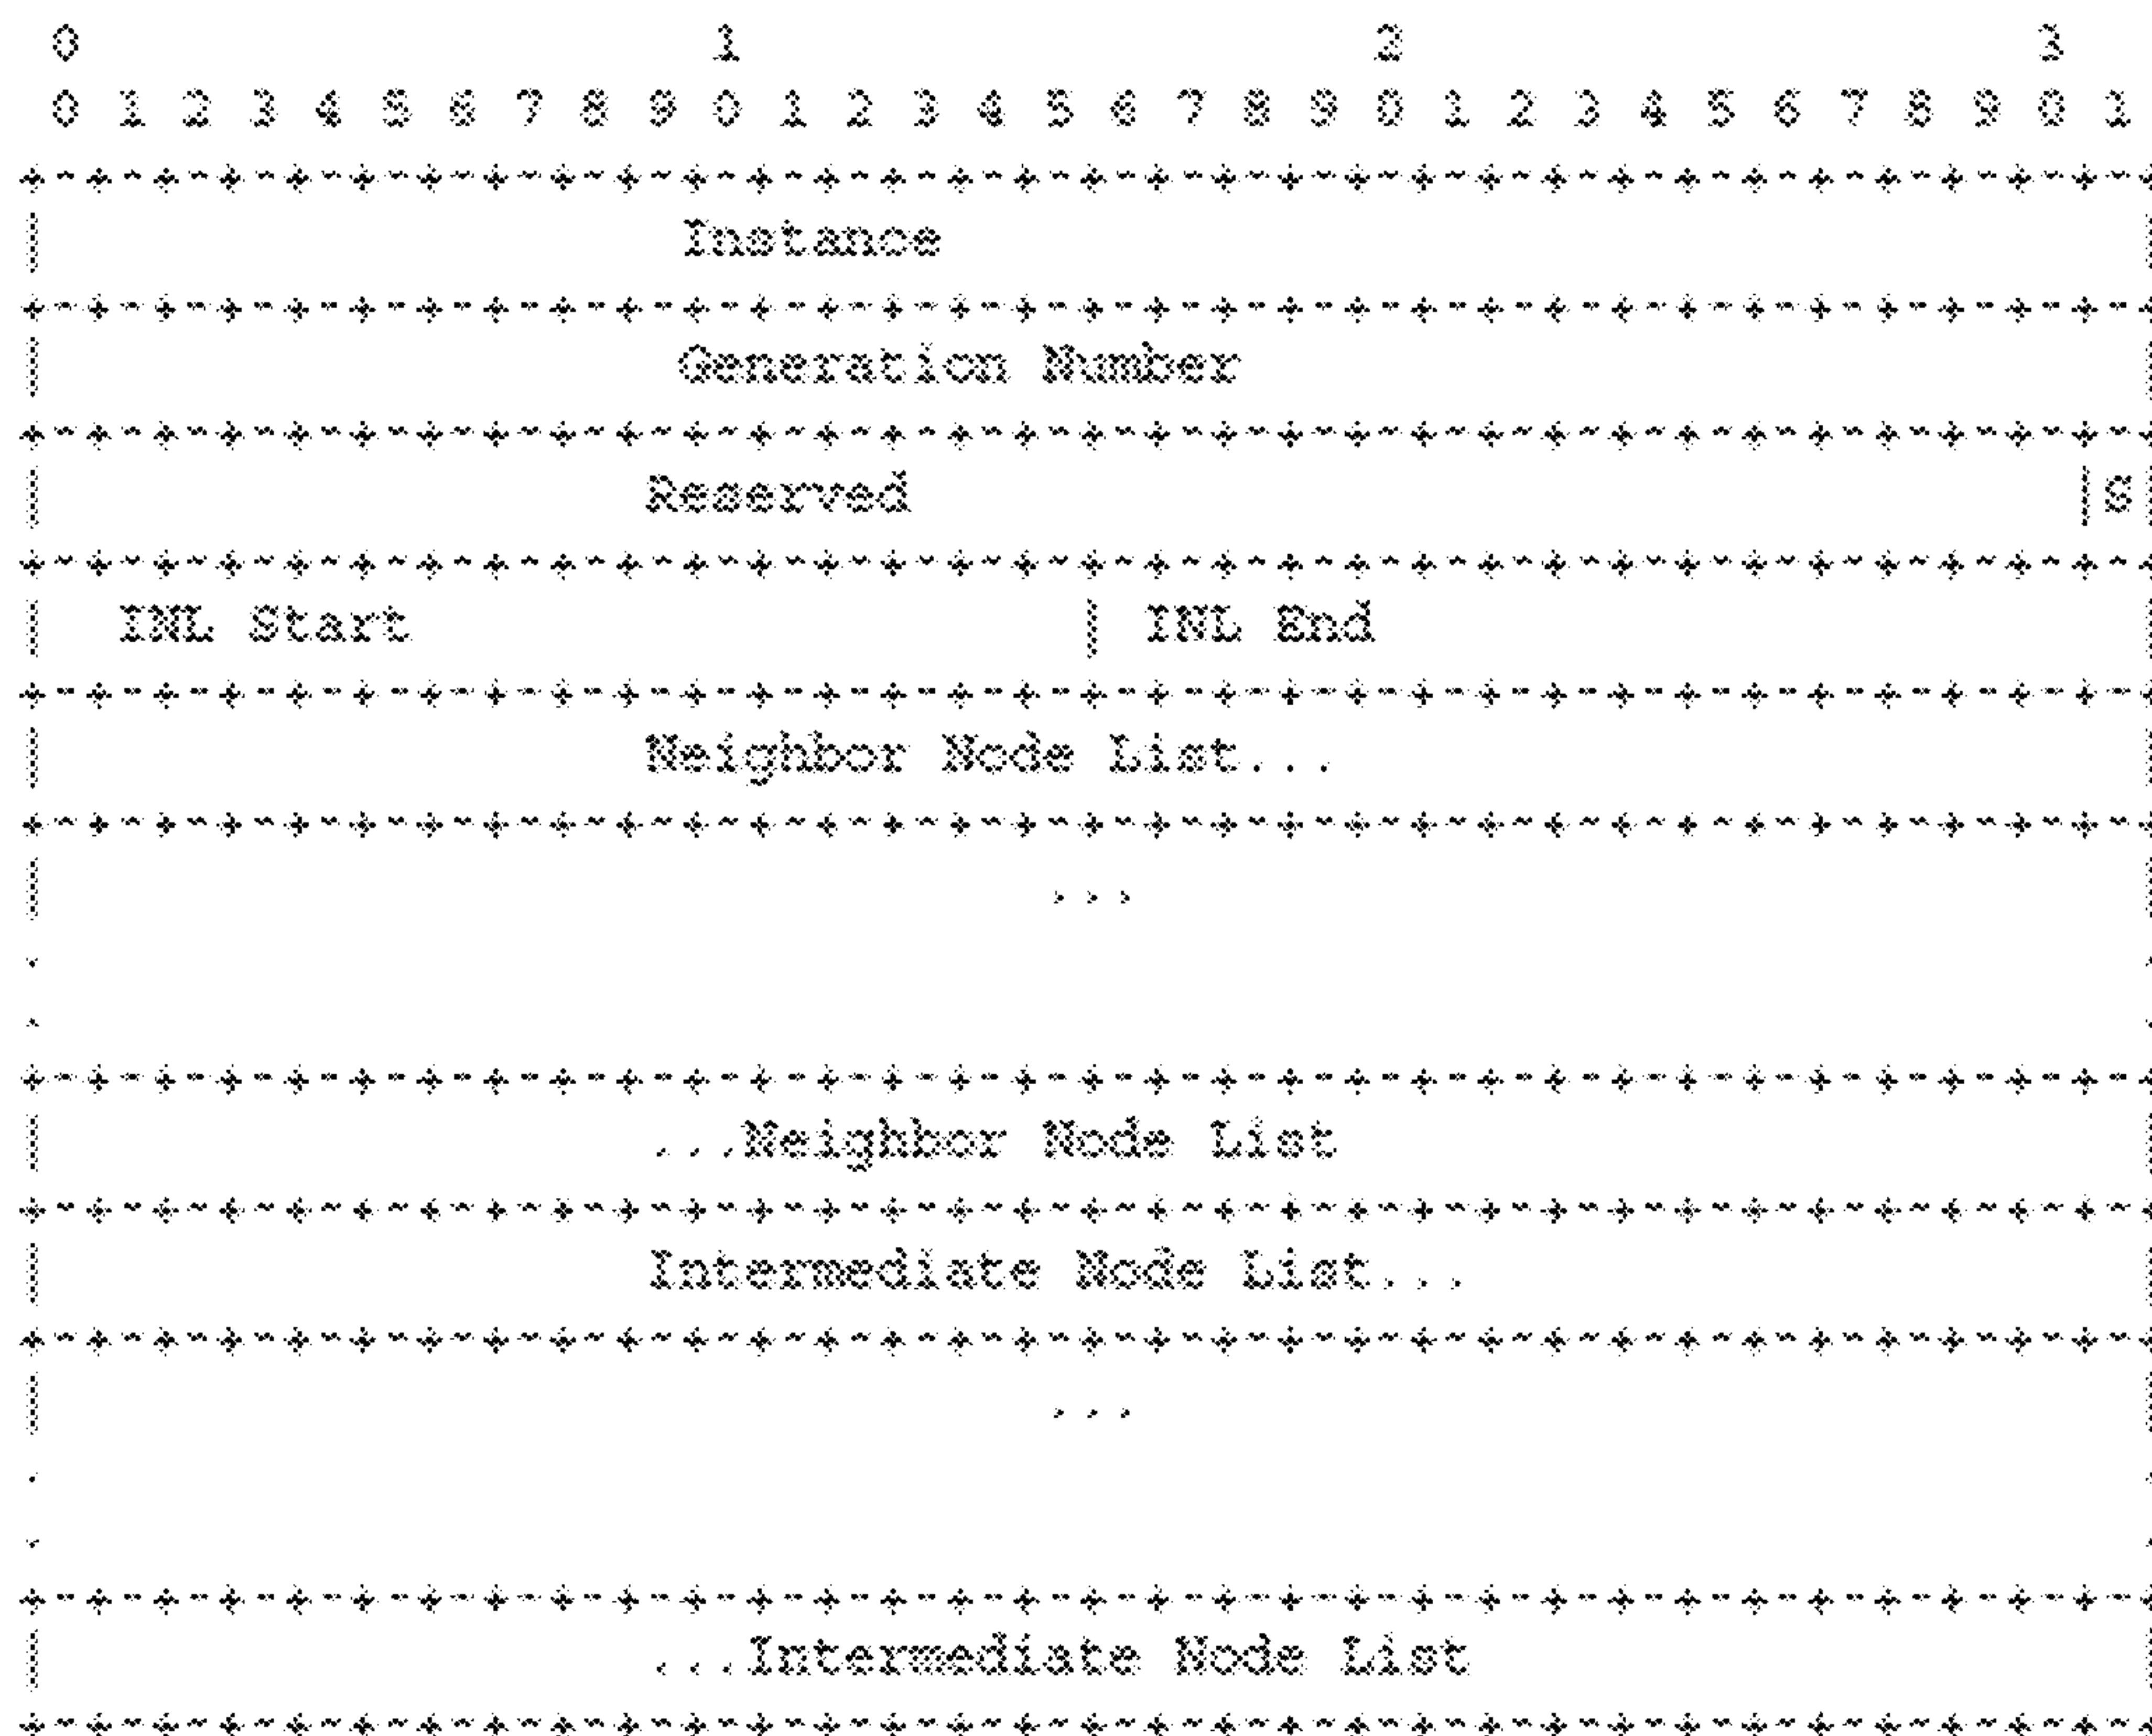 0 1 2 3
0 1 2 3 4 5 6 7 8 9 0 1 2 3 4 5 6 7 8 9 0 1 2 3 4 5 6 7 8 9 0 1
+-+-+-+-+-+-+-+-+-+-+-+-+-+-+-+-+-+-+-+-+-+-+-+-+-+-+-+-+-+-+-+-+
| Instance |
+-+-+-+-+-+-+-+-+-+-+-+-+-+-+-+-+-+-+-+-+-+-+-+-+-+-+-+-+-+-+-+-+
| Generation Number |
+-+-+-+-+-+-+-+-+-+-+-+-+-+-+-+-+-+-+-+-+-+-+-+-+-+-+-+-+-+-+-+-+
| Reserved |S|
+-+-+-+-+-+-+-+-+-+-+-+-+-+-+-+-+-+-+-+-+-+-+-+-+-+-+-+-+-+-+-+-+
| INL Start | INL End |
+-+-+-+-+-+-+-+-+-+-+-+-+-+-+-+-+-+-+-+-+-+-+-+-+-+-+-+-+-+-+-+-+
| Neighbor Node List... |
+-+-+-+-+-+-+-+-+-+-+-+-+-+-+-+-+-+-+-+-+-+-+-+-+-+-+-+-+-+-+-+-+
| ... |
. .
. .
+-+-+-+-+-+-+-+-+-+-+-+-+-+-+-+-+-+-+-+-+-+-+-+-+-+-+-+-+-+-+-+-+
| ...Neighbor Node List |
+-+-+-+-+-+-+-+-+-+-+-+-+-+-+-+-+-+-+-+-+-+-+-+-+-+-+-+-+-+-+-+-+
| Intermediate Node List... |
+-+-+-+-+-+-+-+-+-+-+-+-+-+-+-+-+-+-+-+-+-+-+-+-+-+-+-+-+-+-+-+-+
| ... |
. .
. .
+-+-+-+-+-+-+-+-+-+-+-+-+-+-+-+-+-+-+-+-+-+-+-+-+-+-+-+-+-+-+-+-+
| ...Intermediate Node List |
+-+-+-+-+-+-+-+-+-+-+-+-+-+-+-+-+-+-+-+-+-+-+-+-+-+-+-+-+-+-+-+-+